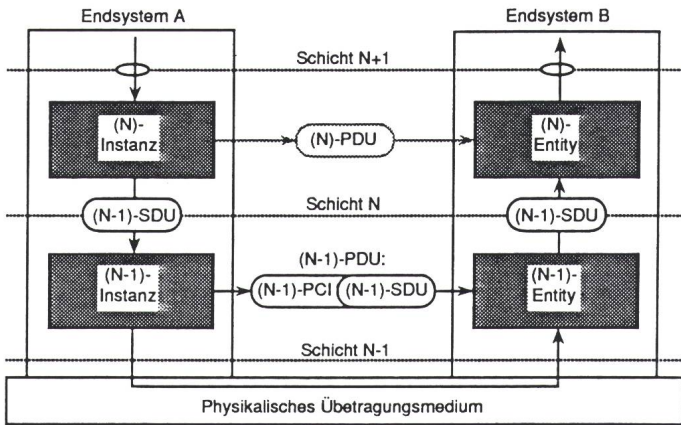 Endsystem A
Endsystem B
Schicht N+1
(N)-
Instanz
(N)-PDU
(N)-
Entity
(N-1)-SDU
Schicht N
(N-1)-SDU
(N-1)-PDU:
(N-1)-
Instanz
(N-1)-PCI
(N-1)-SDU
(N-1)-
Entity
Schicht N-1
Physikalisches Übetragungsmedium